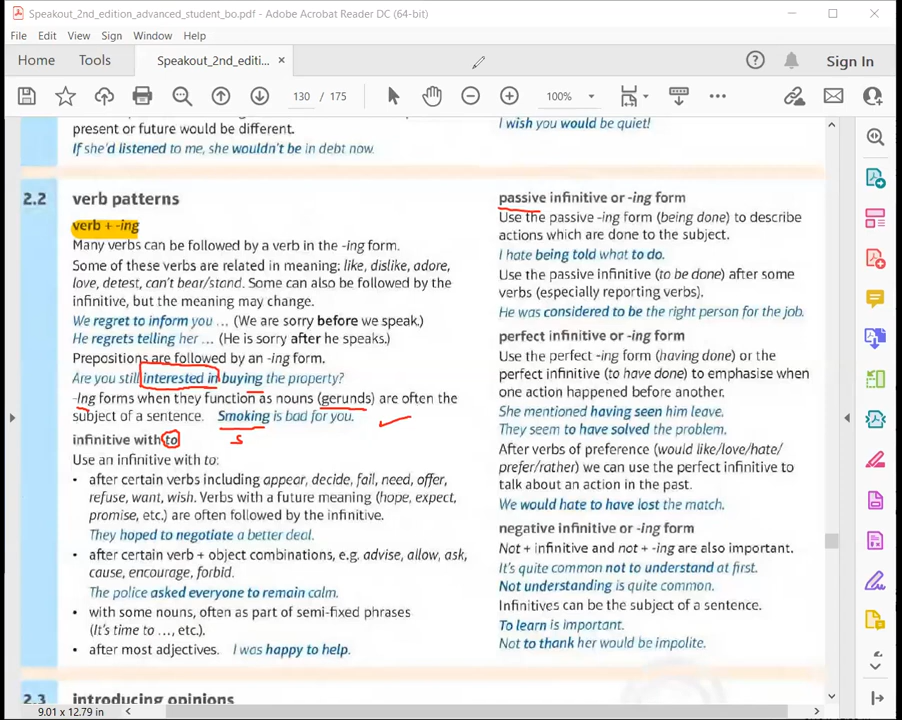 Speakout_2nd_edition_advanced_student_bo.pdf - Adobe Acrobat Reader DC (64-bit)
File Edit View Sign Window Help
Home Tools Speakout_2nd_editi... × Sign In
130 / 175 100%
present or future would be different.
If she'd listened to me, she wouldn't be in debt now.
I wish you would be quiet!
2.2 verb patterns
verb + -ing
Many verbs can be followed by a verb in the -ing form.
Some of these verbs are related in meaning; like, dislike, adore,
love, detest, can't bear/stand. Some can also be followed by the
infinitive, but the meaning may change.
We regret to inform you ... (We are sorry before we speak.)
He regrets telling her ... (He is sorry after he speaks.)
Prepositions are followed by an -ing form.
Are you still interested in buying the property?
-Ing forms when they function as nouns (gerunds) are often the
subject of a sentence. Smoking is bad for you.
s
infinitive with to
Use an infinitive with to:
• after certain verbs including appear, decide, fail, need, offer,
refuse, want, wish. Verbs with a future meaning (hope, expect,
promise, etc.) are often followed by the infinitive.
They hoped to negotiate a better deal.
• after certain verb + object combinations, e.g. advise, allow, ask,
cause, encourage, forbid.
The police asked everyone to remain calm.
• with some nouns, often as part of semi-fixed phrases
(It's time to ..., etc.).
• after most adjectives. I was happy to help.
passive infinitive or -ing form
Use the passive -ing form (being done) to describe
actions which are done to the subject.
I hate being told what to do.
Use the passive infinitive (to be done) after some
verbs (especially reporting verbs).
He was considered to be the right person for the job.
perfect infinitive or -ing form
Use the perfect -ing form (having done) or the
perfect infinitive (to have done) to emphasise when
one action happened before another.
She mentioned having seen him leave.
They seem to have solved the problem.
After verbs of preference (would like/love/hate/
prefer/rather) we can use the perfect infinitive to
talk about an action in the past.
We would hate to have lost the match.
negative infinitive or -ing form
Not + infinitive and not + -ing are also important.
It's quite common not to understand at first.
Not understanding is quite common.
Infinitives can be the subject of a sentence.
To learn is important.
Not to thank her would be impolite.
2.3 introducing opinions
9.01 x 12.79 in